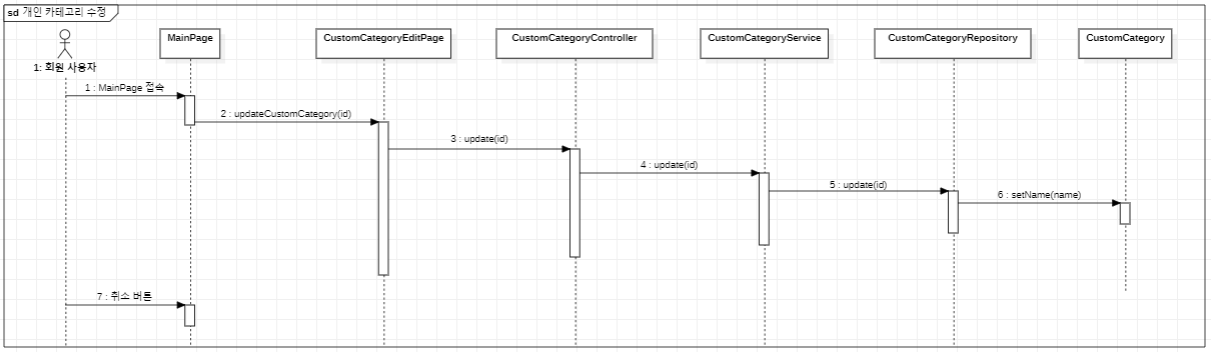 sd 개인 카테고리 수정
MainPage
CustomCategoryEditPage
CustomCategoryController
CustomCategoryService
CustomCategoryRepository
CustomCategory
1: 회원 사용자
1 : MainPage 접속
2 : updateCustomCategory(id)
3 : update(id)
4 : update(id)
5 : update(id)
6 : setName(name)
7 : 취소 버튼